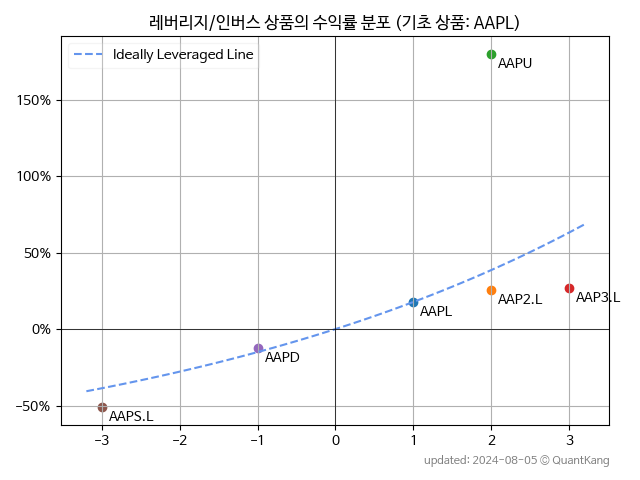 레버리지/인버스 상품의 수익률 분포 (기초 상품: AAPL)
Ideally Leveraged Line
AAPU
150%
100%
50%
AAP2.L
AAP3.L
AAPL
0%
AAPD
−50%
AAPS.L
−3 −2 −1 0 1 2 3
updated: 2024-08-05 © QuantKang